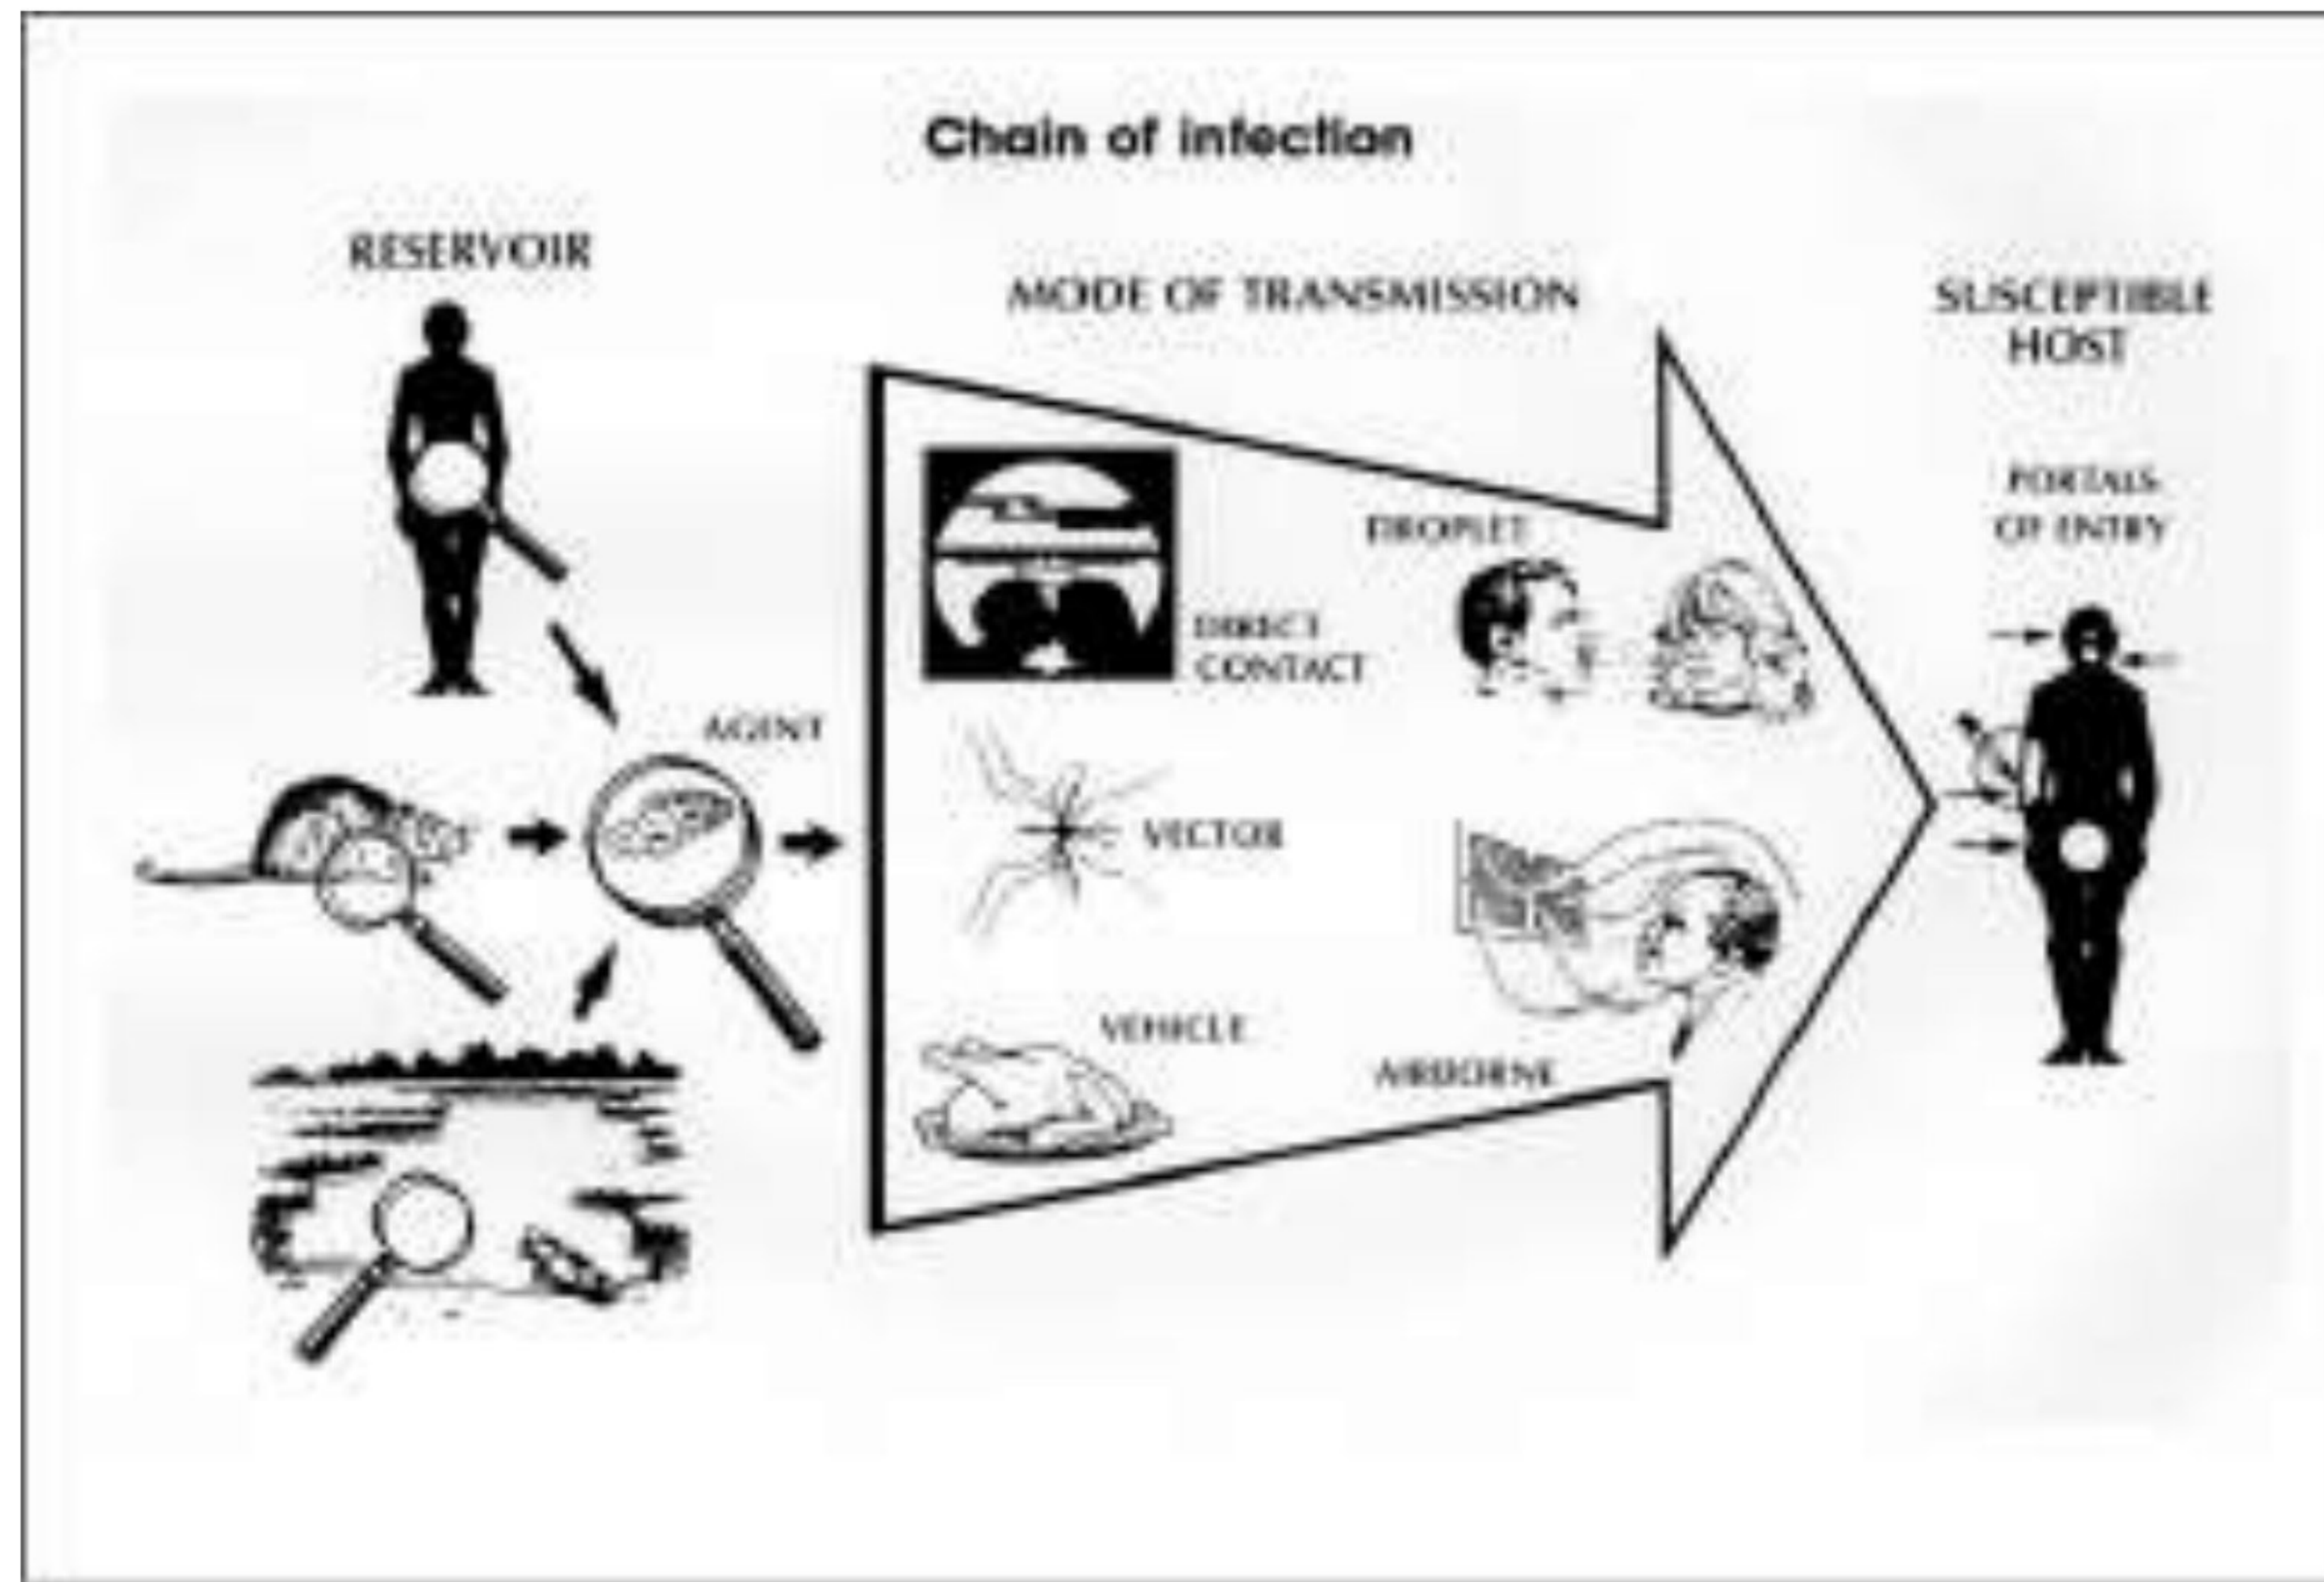 Chain of infection
RESERVOIR
MODE OF TRANSMISSION
SUSCEPTIBLE
HOST
PORTALS
OF ENTRY
DROPLET
DIRECT
CONTACT
AGENT
VECTOR
VEHICLE
AIRBORNE